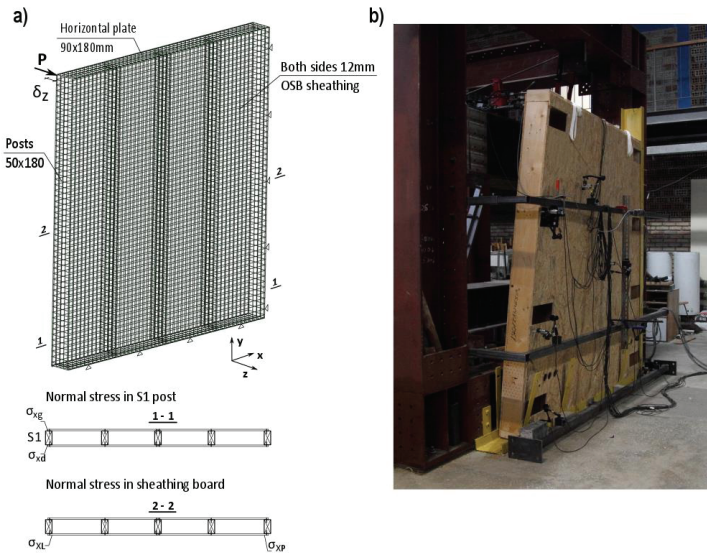 a)
b)
Horizontal plate
90x180mm
P
δz
Both sides 12mm
OSB sheathing
Posts
50x180
2
2
1
1
y
x
z
Normal stress in S1 post
1 - 1
σxg
S1
σxd
Normal stress in sheathing board
2 - 2
σxL
σxP